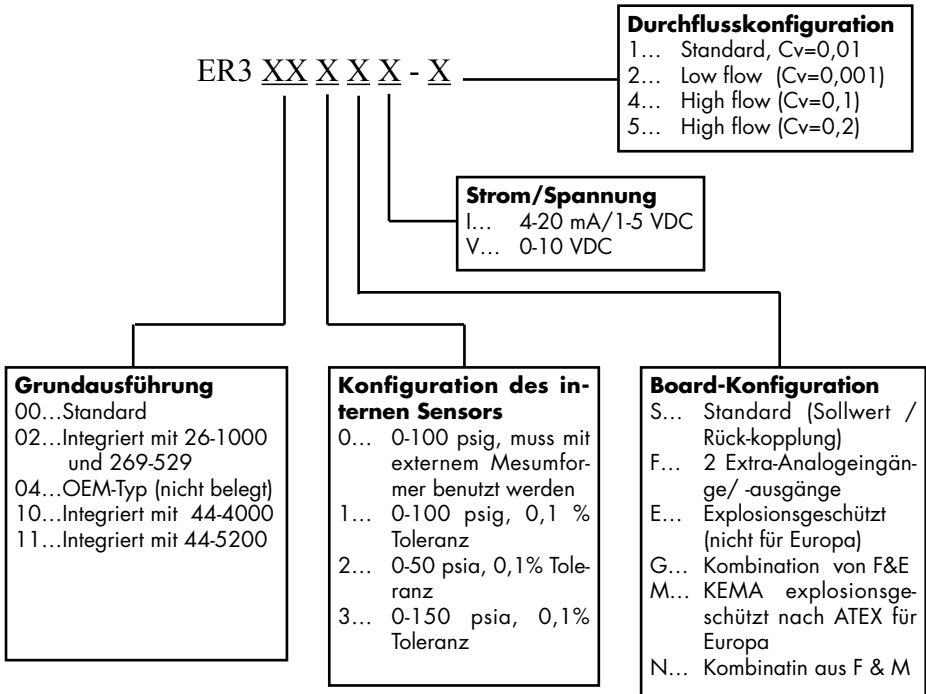 ER3 XX X X X - X
Durchflusskonfiguration
1... Standard, Cv=0,01
2... Low flow (Cv=0,001)
4... High flow (Cv=0,1)
5... High flow (Cv=0,2)
Strom/Spannung
I... 4-20 mA/1-5 VDC
V... 0-10 VDC
Grundausführung
00...Standard
02...Integriert mit 26-1000
und 269-529
04...OEM-Typ (nicht belegt)
10...Integriert mit 44-4000
11...Integriert mit 44-5200
Konfiguration des in-
ternen Sensors
0... 0-100 psig, muss mit
externem Mesumfor-
mer benutzt werden
1... 0-100 psig, 0,1 %
Toleranz
2... 0-50 psia, 0,1% Tole-
ranz
3... 0-150 psia, 0,1%
Toleranz
Board-Konfiguration
S... Standard (Sollwert /
Rück-kopplung)
F... 2 Extra-Analogeingän-
ge/ -ausgänge
E... Explosionsgeschützt
(nicht für Europa)
G... Kombination von F&E
M... KEMA explosionsge-
schützt nach ATEX für
Europa
N... Kombinatin aus F & M